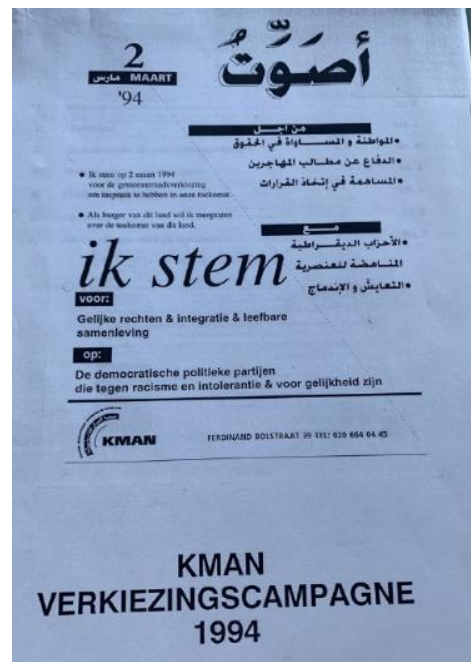 أصَوِّتُ
2
مارس MAART
'94
من اجل
•المواطنة و المساواة في الحقوق
•الدفاع عن مطالب المهاجرين
•المساهمة في إتخاذ القرارات
• Ik stem op 2 maart 1994
voor de gemeenteraadsverkiezing
om inspraak te hebben in onze toekomst.
• Als burger van dit land wil ik meepraten
over de toekomst van dit land.
مع
•الأحزاب الديقراطية
المناهضة للعنصرية
•التعايش و الإندماج
ik stem
voor:
Gelijke rechten & integratie & leefbare
samenleving
op:
De democratische politieke partijen
die tegen racisme en intolerantie & voor gelijkheid zijn
KMAN
FERDINAND BOLSTRAAT 39 TEL: 020 664 04 45
KMAN
VERKIEZINGSCAMPAGNE
1994